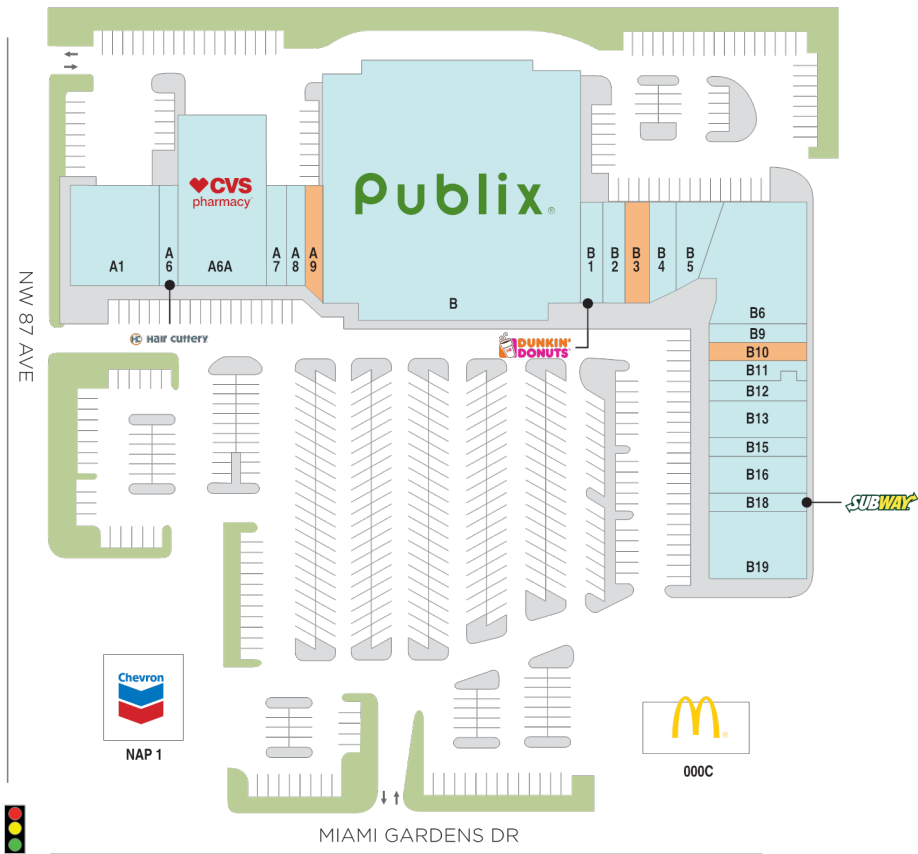 CVS
pharmacy
Publix
®
A1
A
6
A6A
A
7
A
8
A
9
B
B
1
B
2
B
3
B
4
B
5
B6
B9
B10
B11
B12
B13
B15
B16
B18
B19
NW 87 AVE
HC HAIR CUTTERY
DUNKIN'
DONUTS
SUBWAY
Chevron
NAP 1
M
000C
MIAMI GARDENS DR